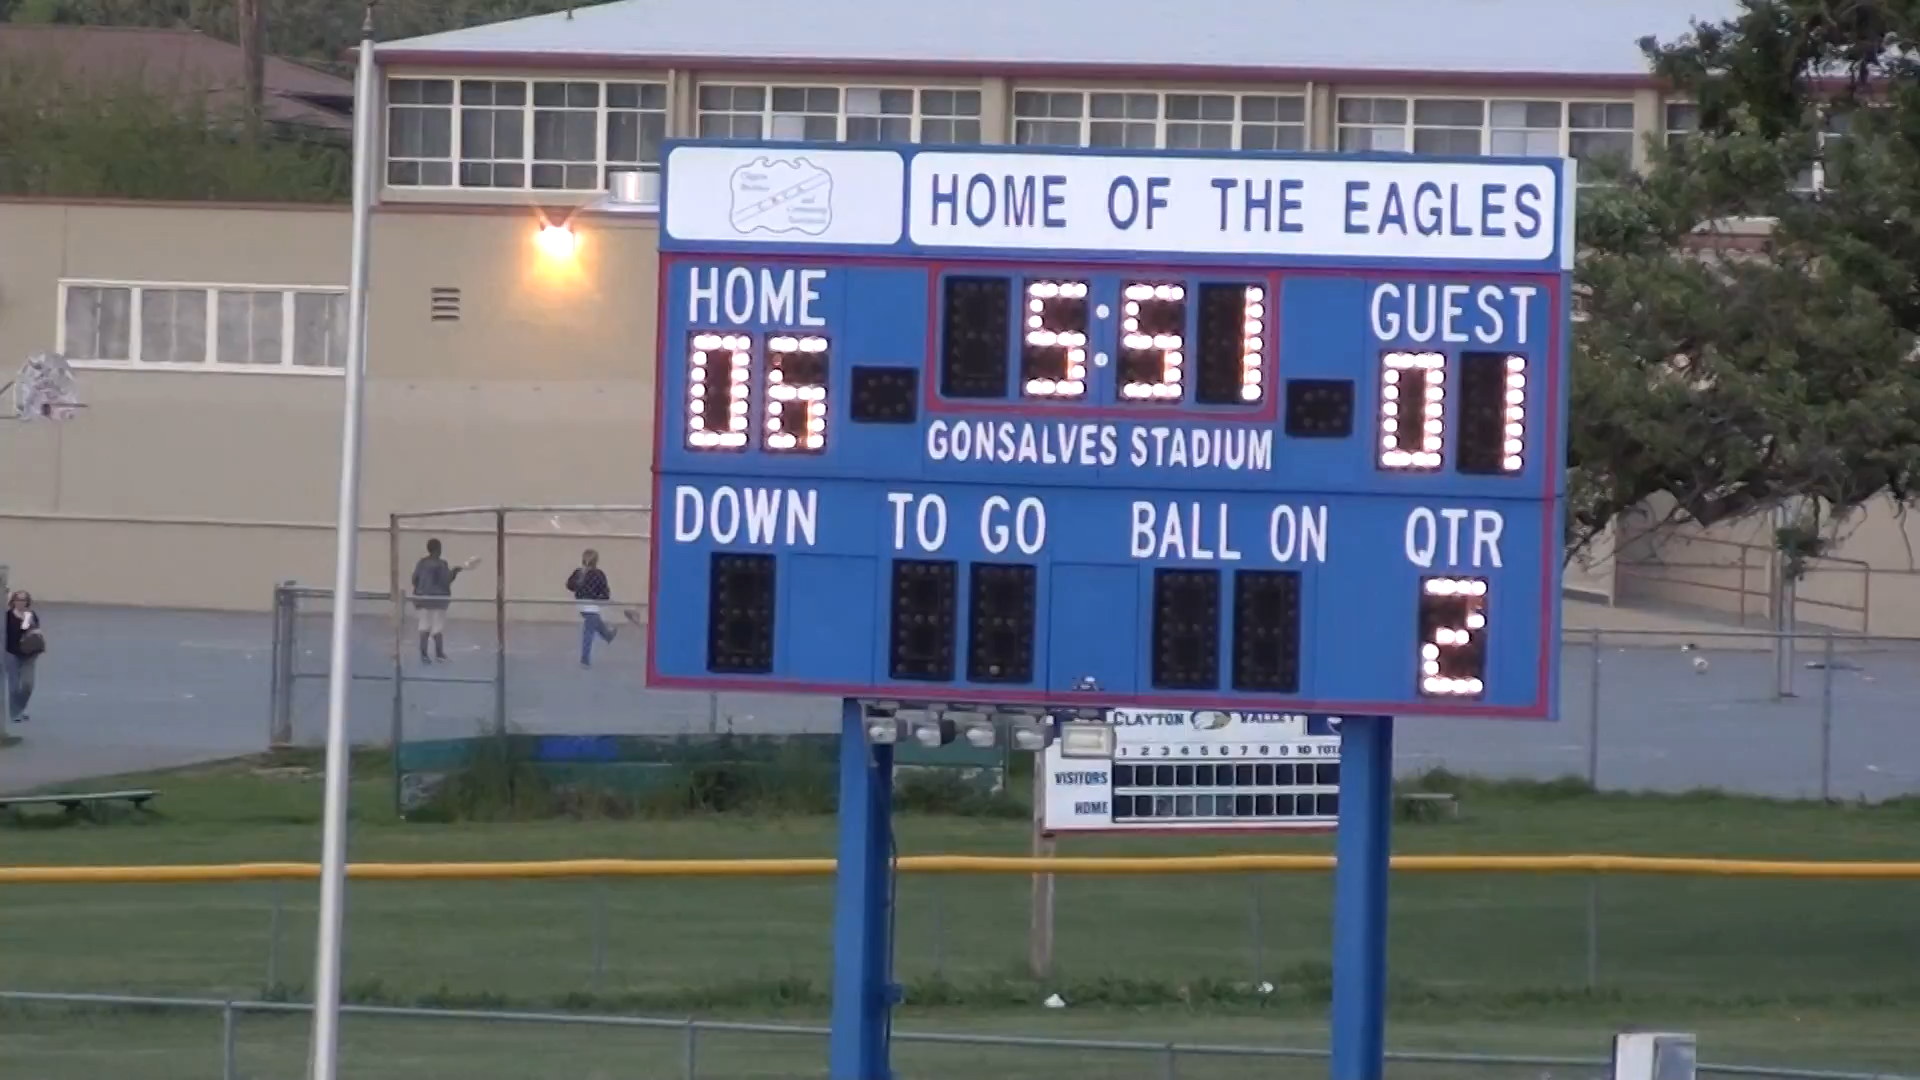 HOME OF THE EAGLES
HOME 5:51 GUEST
06 01
GONSALVES STADIUM
DOWN TO GO BALL ON QTR
2
CLAYTON VALLEY
1 2 3 4 5 6 7 8 9 10
VISITORS
HOME